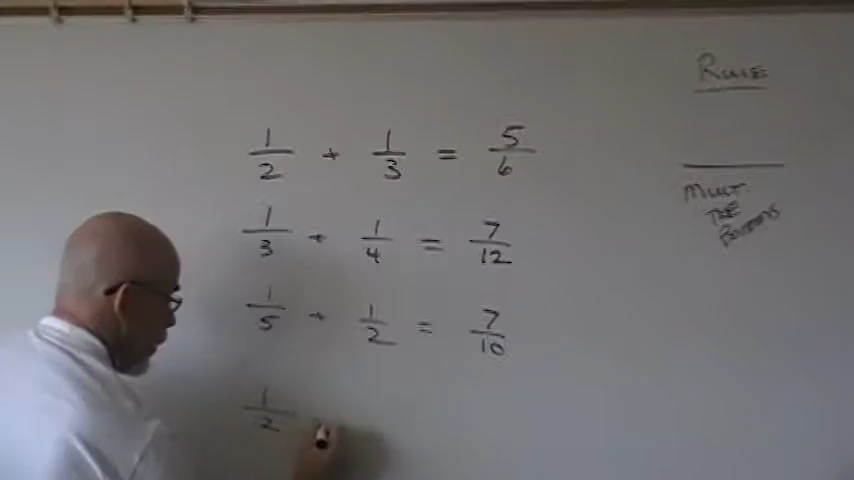 RULE
1/2 + 1/3 = 5/6
MULT
THE
BOTTOMS
1/3 + 1/4 = 7/12
1/5 + 1/2 = 7/10
1/2